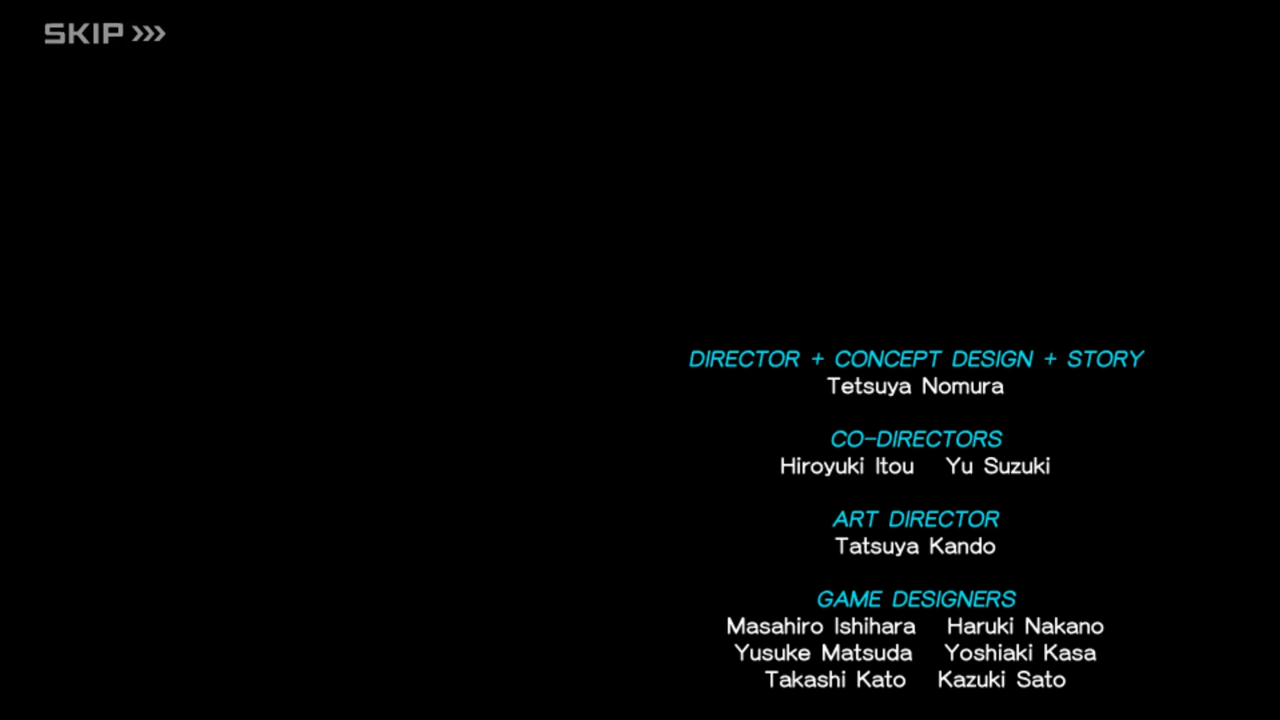 SKIP >>>
DIRECTOR + CONCEPT DESIGN + STORY
Tetsuya Nomura
CO-DIRECTORS
Hiroyuki Itou Yu Suzuki
ART DIRECTOR
Tatsuya Kando
GAME DESIGNERS
Masahiro Ishihara Haruki Nakano
Yusuke Matsuda Yoshiaki Kasa
Takashi Kato Kazuki Sato